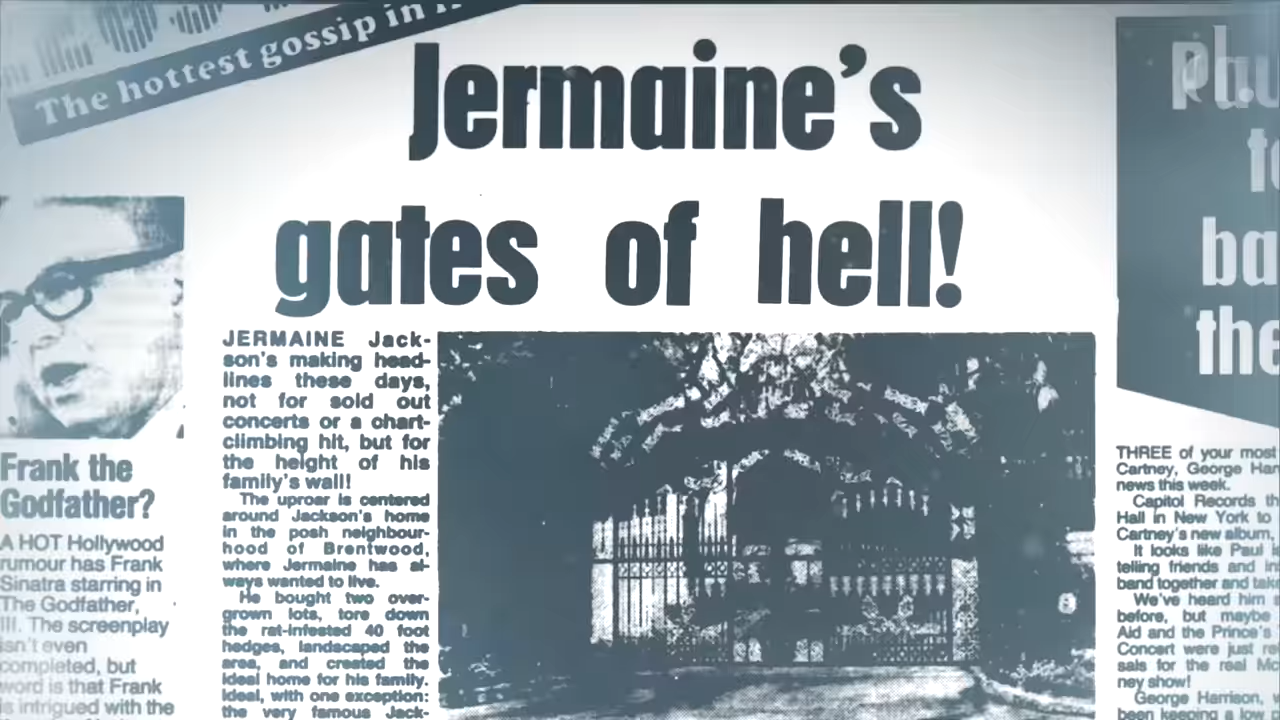 The hottest gossip in
Jermaine's
gates of hell!
JERMAINE Jack-
son's making head-
lines these days,
not for sold out
concerts or a chart-
climbing hit, but for
the height of his
family's wall!
The uproar is centered
around Jackson's home
in the posh neighbour-
hood of Brentwood,
where Jermaine has al-
ways wanted to live.
He bought two over-
grown lots, tore down
the rat-infested 40 foot
hedges, landscaped the
area, and created the
ideal home for his family.
Ideal, with one exception:
the very famous Jack-
Frank the
Godfather?
A HOT Hollywood
rumour has Frank
Sinatra starring in
The Godfather,
III. The screenplay
isn't even
completed, but
word is that Frank
is intrigued with the
Pau
t
ba
the
THREE of your most
Cartney, George Har
news this week.
Capitol Records th
Hall in New York to
Cartney's new album,
It looks like Paul i
telling friends and in
band together and take
We've heard him s
before, but maybe
Aid and the Prince's
Concert were just re
sals for the real Mc
ney show!
George Harrison,
been keeping a low